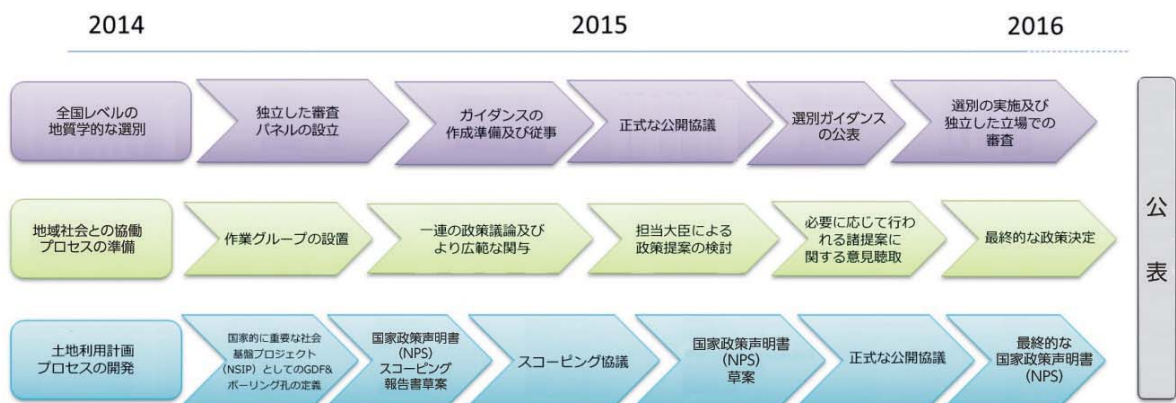 2014
2015
2016
全国レベルの
地質学的な選別
独立した審査
パネルの設立
ガイダンスの
作成準備及び従事
正式な公開協議
選別ガイダンス
の公表
選別の実施及び
独立した立場での
審査
地域社会との協働
プロセスの準備
作業グループの設置
一連の政策議論及び
より広範な関与
担当大臣による
政策提案の検討
必要に応じて行わ
れる諸提案に
関する意見聴取
最終的な政策決定
土地利用計画
プロセスの開発
国家的に重要な社会
基盤プロジェクト
(NSIP)としてのGDF&
ボーリング孔の定義
国家政策声明書
(NPS)
スコーピング
報告書草案
スコーピング協議
国家政策声明書
(NPS)
草案
正式な公開協議
最終的な
国家政策声明書
(NPS)
公
表